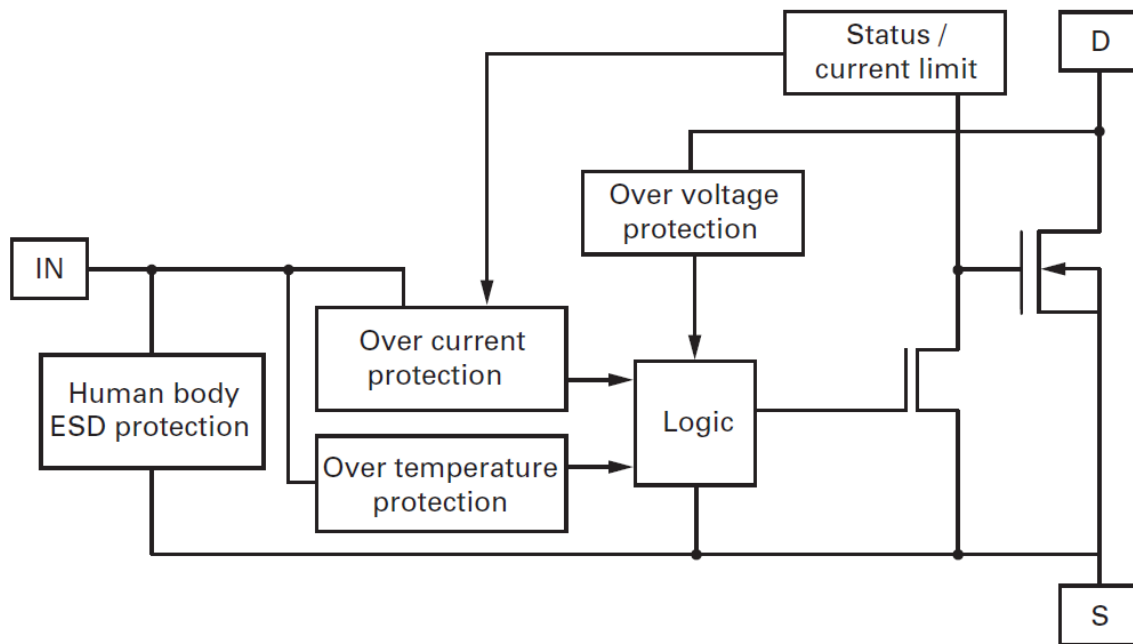 Status /
current limit
D
Over voltage
protection
IN
Over current
protection
Human body
ESD protection
Logic
Over temperature
protection
S